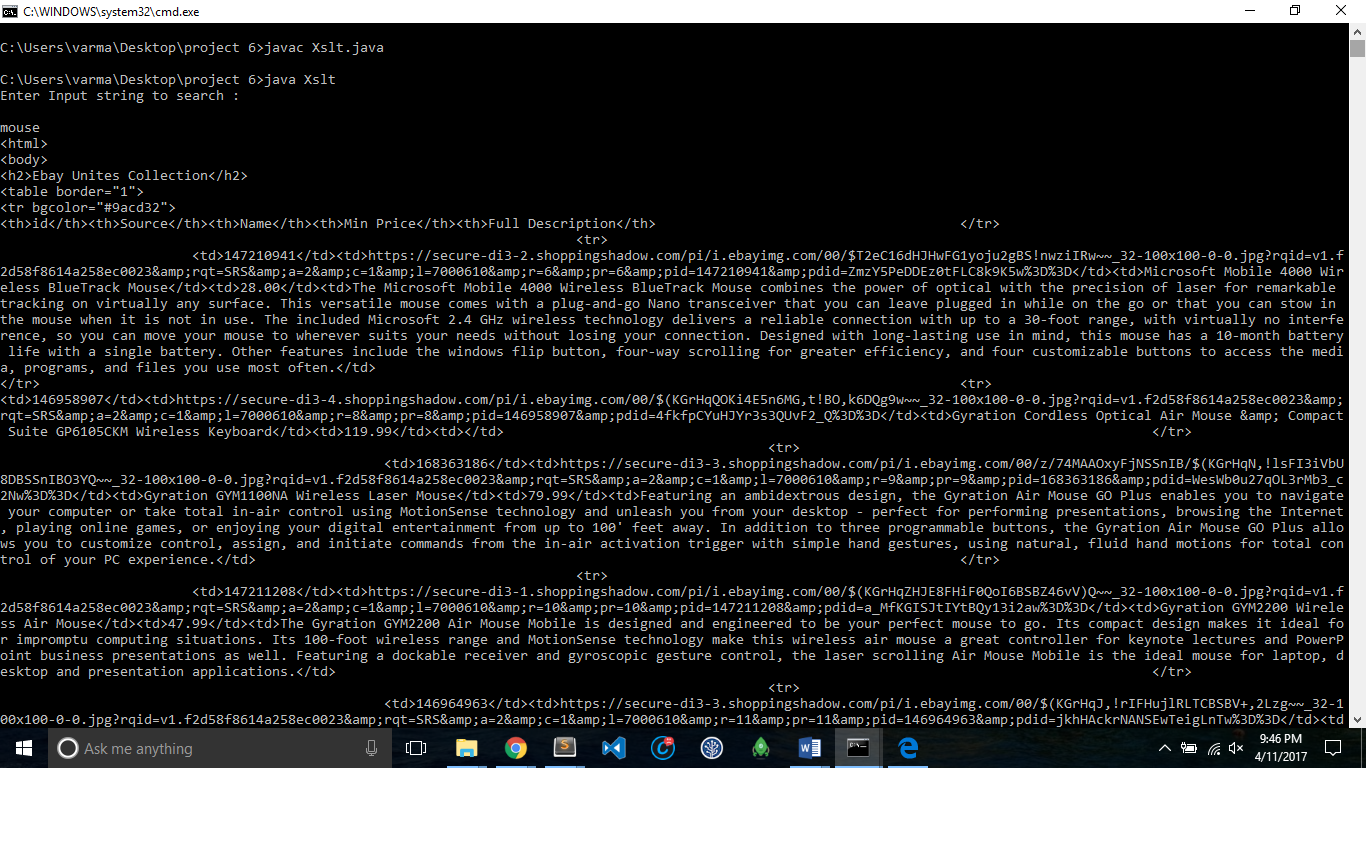 C:\WINDOWS\system32\cmd.exe
C:\Users\varma\Desktop\project 6>javac Xslt.java
C:\Users\varma\Desktop\project 6>java Xslt
Enter Input string to search :
mouse
<html>
<body>
<h2>Ebay Unites Collection</h2>
<table border="1">
<tr bgcolor="#9acd32">
<th>id</th><th>Source</th><th>Name</th><th>Min Price</th><th>Full Description</th> </tr>
<tr>
<td>147210941</td><td>https://secure-di3-2.shoppingshadow.com/pi/i.ebayimg.com/00/$T2eC16dHJHwFG1yoju2gBS!nwziIRw~~_32-100x100-0-0.jpg?rqid=v1.f
2d58f8614a258ec0023&amp;rqt=SRS&amp;a=2&amp;c=1&amp;l=7000610&amp;r=6&amp;pr=6&amp;pid=147210941&amp;pdid=ZmzY5PeDDEz0tFLC8k9K5w%3D%3D</td><td>Microsoft Mobile 4000 Wir
eless BlueTrack Mouse</td><td>28.00</td><td>The Microsoft Mobile 4000 Wireless BlueTrack Mouse combines the power of optical with the precision of laser for remarkable
tracking on virtually any surface. This versatile mouse comes with a plug-and-go Nano transceiver that you can leave plugged in while on the go or that you can stow in
the mouse when it is not in use. The included Microsoft 2.4 GHz wireless technology delivers a reliable connection with up to a 30-foot range, with virtually no interfe
rence, so you can move your mouse to wherever suits your needs without losing your connection. Designed with long-lasting use in mind, this mouse has a 10-month battery
life with a single battery. Other features include the windows flip button, four-way scrolling for greater efficiency, and four customizable buttons to access the medi
a, programs, and files you use most often.</td>
</tr> <tr>
<td>146958907</td><td>https://secure-di3-4.shoppingshadow.com/pi/i.ebayimg.com/00/$(KGrHqQOKi4E5n6MG,t!BO,k6DQg9w~~_32-100x100-0-0.jpg?rqid=v1.f2d58f8614a258ec0023&amp;
rqt=SRS&amp;a=2&amp;c=1&amp;l=7000610&amp;r=8&amp;pr=8&amp;pid=146958907&amp;pdid=4fkfpCYuHJYr3s3QUvF2_Q%3D%3D</td><td>Gyration Cordless Optical Air Mouse &amp; Compact
Suite GP6105CKM Wireless Keyboard</td><td>119.99</td><td></td> </tr>
<tr>
<td>168363186</td><td>https://secure-di3-3.shoppingshadow.com/pi/i.ebayimg.com/00/z/74MAAOxyFjNSSnIB/$(KGrHqN,!lsFI3iVbU
8DBSSnIBO3YQ~~_32-100x100-0-0.jpg?rqid=v1.f2d58f8614a258ec0023&amp;rqt=SRS&amp;a=2&amp;c=1&amp;l=7000610&amp;r=9&amp;pr=9&amp;pid=168363186&amp;pdid=WesWb0u27qOL3rMb3_c
2Nw%3D%3D</td><td>Gyration GYM1100NA Wireless Laser Mouse</td><td>79.99</td><td>Featuring an ambidextrous design, the Gyration Air Mouse GO Plus enables you to navigate
your computer or take total in-air control using MotionSense technology and unleash you from your desktop - perfect for performing presentations, browsing the Internet
, playing online games, or enjoying your digital entertainment from up to 100' feet away. In addition to three programmable buttons, the Gyration Air Mouse GO Plus allo
ws you to customize control, assign, and initiate commands from the in-air activation trigger with simple hand gestures, using natural, fluid hand motions for total con
trol of your PC experience.</td> </tr>
<tr>
<td>147211208</td><td>https://secure-di3-1.shoppingshadow.com/pi/i.ebayimg.com/00/$(KGrHqZHJE8FHiF0QoI6BSBZ46vV)Q~~_32-100x100-0-0.jpg?rqid=v1.f
2d58f8614a258ec0023&amp;rqt=SRS&amp;a=2&amp;c=1&amp;l=7000610&amp;r=10&amp;pr=10&amp;pid=147211208&amp;pdid=a_MfKGISJtIYtBQy13i2aw%3D%3D</td><td>Gyration GYM2200 Wirele
ss Air Mouse</td><td>47.99</td><td>The Gyration GYM2200 Air Mouse Mobile is designed and engineered to be your perfect mouse to go. Its compact design makes it ideal fo
r impromptu computing situations. Its 100-foot wireless range and MotionSense technology make this wireless air mouse a great controller for keynote lectures and PowerP
oint business presentations as well. Featuring a dockable receiver and gyroscopic gesture control, the laser scrolling Air Mouse Mobile is the ideal mouse for laptop, d
esktop and presentation applications.</td> </tr>
<tr>
<td>146964963</td><td>https://secure-di3-3.shoppingshadow.com/pi/i.ebayimg.com/00/$(KGrHqJ,!rIFHujlRLTCBSBV+,2Lzg~~_32-1
00x100-0-0.jpg?rqid=v1.f2d58f8614a258ec0023&amp;rqt=SRS&amp;a=2&amp;c=1&amp;l=7000610&amp;r=11&amp;pr=11&amp;pid=146964963&amp;pdid=jkhHAckrNANSEwTeigLnTw%3D%3D</td><td
Ask me anything
9:46 PM
4/11/2017